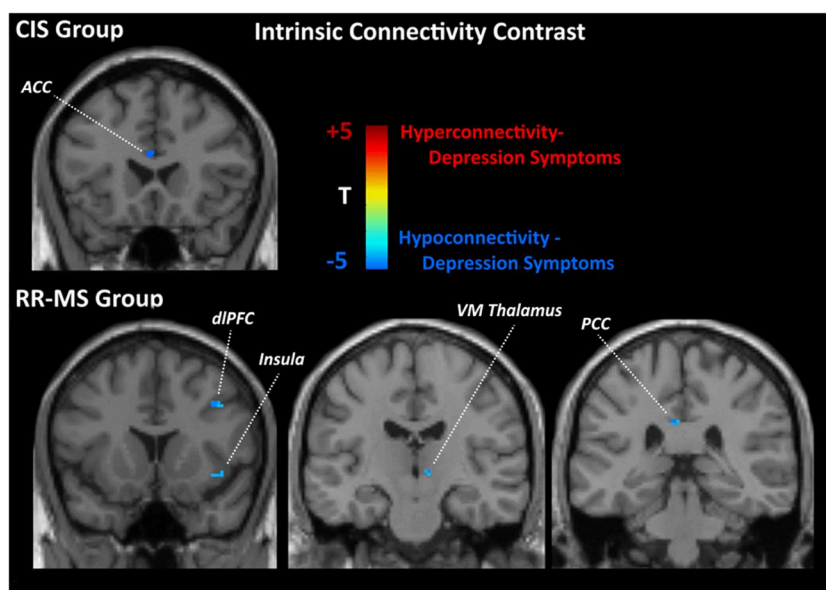 CIS Group
Intrinsic Connectivity Contrast
ACC
+5
Hyperconnectivity-
Depression Symptoms
T
Hypoconnectivity -
-5
Depression Symptoms
RR-MS Group
dlPFC
VM Thalamus
PCC
Insula